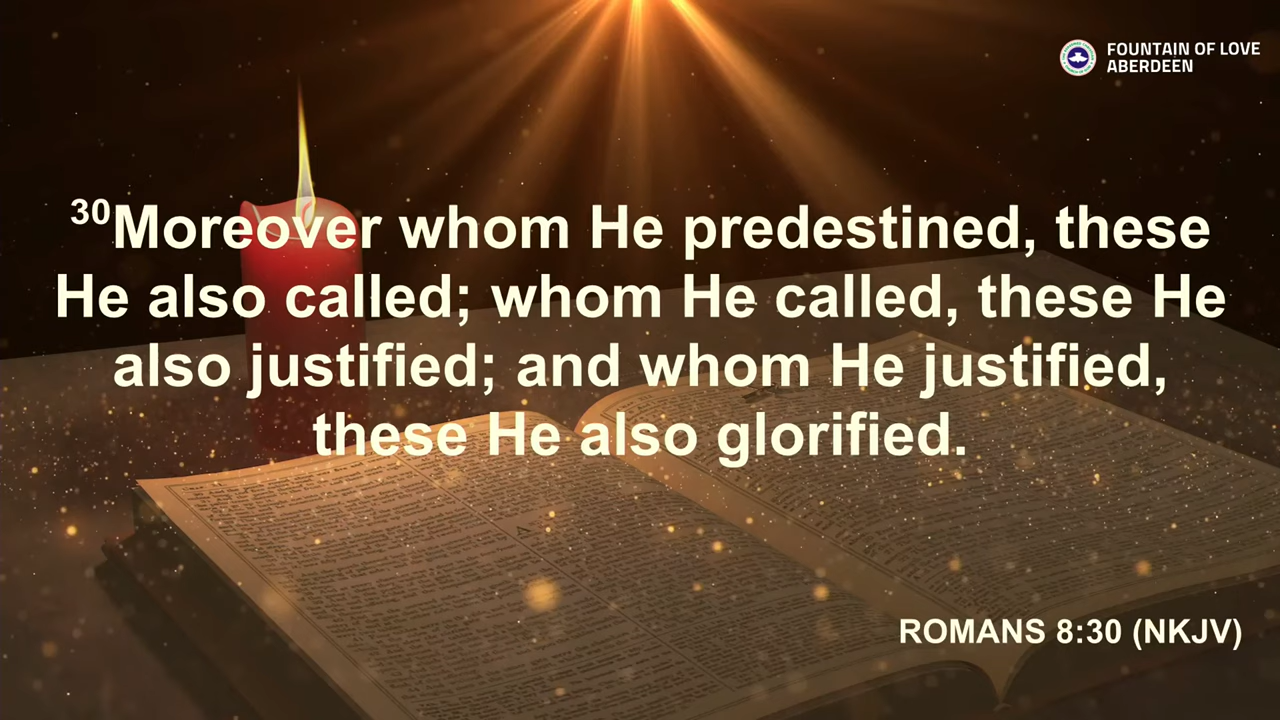 FOUNTAIN OF LOVE
ABERDEEN
30Moreover whom He predestined, these
He also called; whom He called, these He
also justified; and whom He justified,
these He also glorified.
ROMANS 8:30 (NKJV)